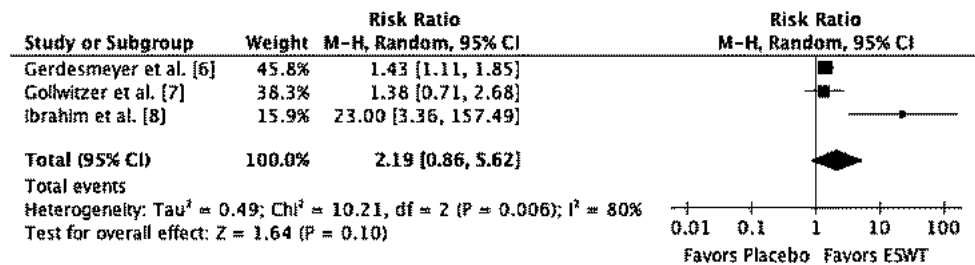 Risk Ratio Risk Ratio
Study or Subgroup Weight M-H, Random, 95% CI M-H, Random, 95% CI
Gerdesmeyer et al. [6] 45.8% 1.43 [1.11, 1.85]
Gollwitzer et al. [7] 38.3% 1.38 [0.71, 2.68]
Ibrahim et al. [8] 15.9% 23.00 [3.36, 157.49]
Total (95% CI) 100.0% 2.19 [0.86, 5.62]
Total events
Heterogeneity: Tau² = 0.49; Chi² = 10.21, df = 2 (P = 0.006); I² = 80%
Test for overall effect: Z = 1.64 (P = 0.10)
0.01 0.1 1 10 100
Favors Placebo Favors ESWT